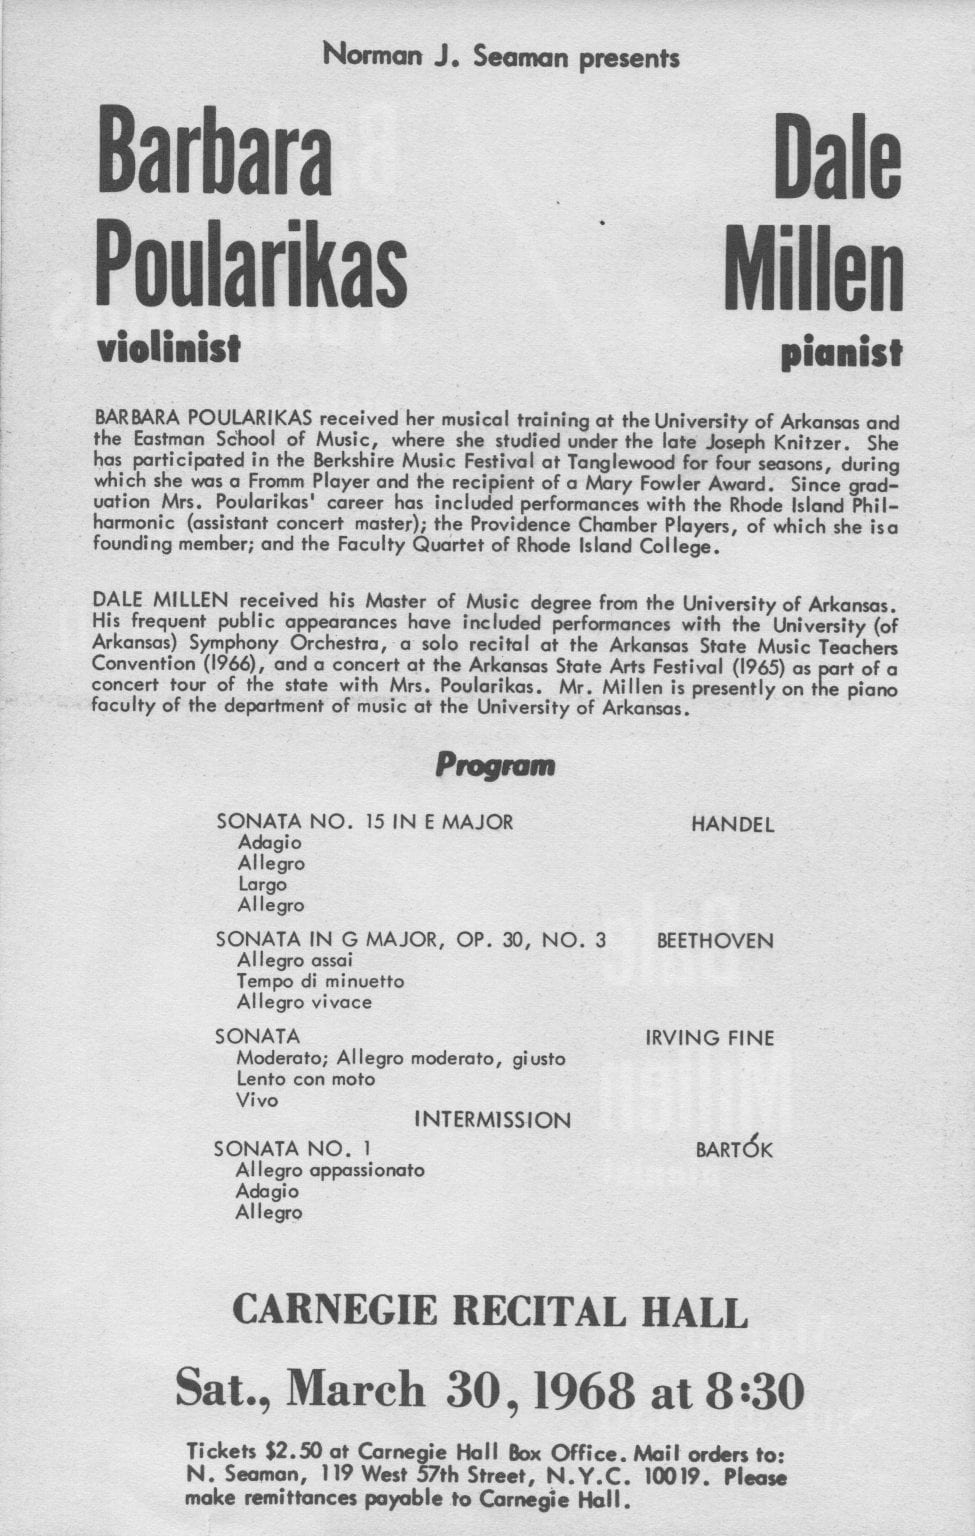 Norman J. Seaman presents
Barbara
Poularikas
violinist
Dale
Millen
pianist
BARBARA POULARIKAS received her musical training at the University of Arkansas and
the Eastman School of Music, where she studied under the late Joseph Knitzer. She
has participated in the Berkshire Music Festival at Tanglewood for four seasons, during
which she was a Fromm Player and the recipient of a Mary Fowler Award. Since grad-
uation Mrs. Poularikas' career has included performances with the Rhode Island Phil-
harmonic (assistant concert master); the Providence Chamber Players, of which she is a
founding member; and the Faculty Quartet of Rhode Island College.
DALE MILLEN received his Master of Music degree from the University of Arkansas.
His frequent public appearances have included performances with the University (of
Arkansas) Symphony Orchestra, a solo recital at the Arkansas State Music Teachers
Convention (1966), and a concert at the Arkansas State Arts Festival (1965) as part of a
concert tour of the state with Mrs. Poularikas. Mr. Millen is presently on the piano
faculty of the department of music at the University of Arkansas.
Program
SONATA NO. 15 IN E MAJOR HANDEL
Adagio
Allegro
Largo
Allegro
SONATA IN G MAJOR, OP. 30, NO. 3 BEETHOVEN
Allegro assai
Tempo di minuetto
Allegro vivace
SONATA IRVING FINE
Moderato; Allegro moderato, giusto
Lento con moto
Vivo
INTERMISSION
SONATA NO. 1 BARTÓK
Allegro appassionato
Adagio
Allegro
CARNEGIE RECITAL HALL
Sat., March 30, 1968 at 8:30
Tickets $2.50 at Carnegie Hall Box Office. Mail orders to:
N. Seaman, 119 West 57th Street, N.Y.C. 10019. Please
make remittances payable to Carnegie Hall.